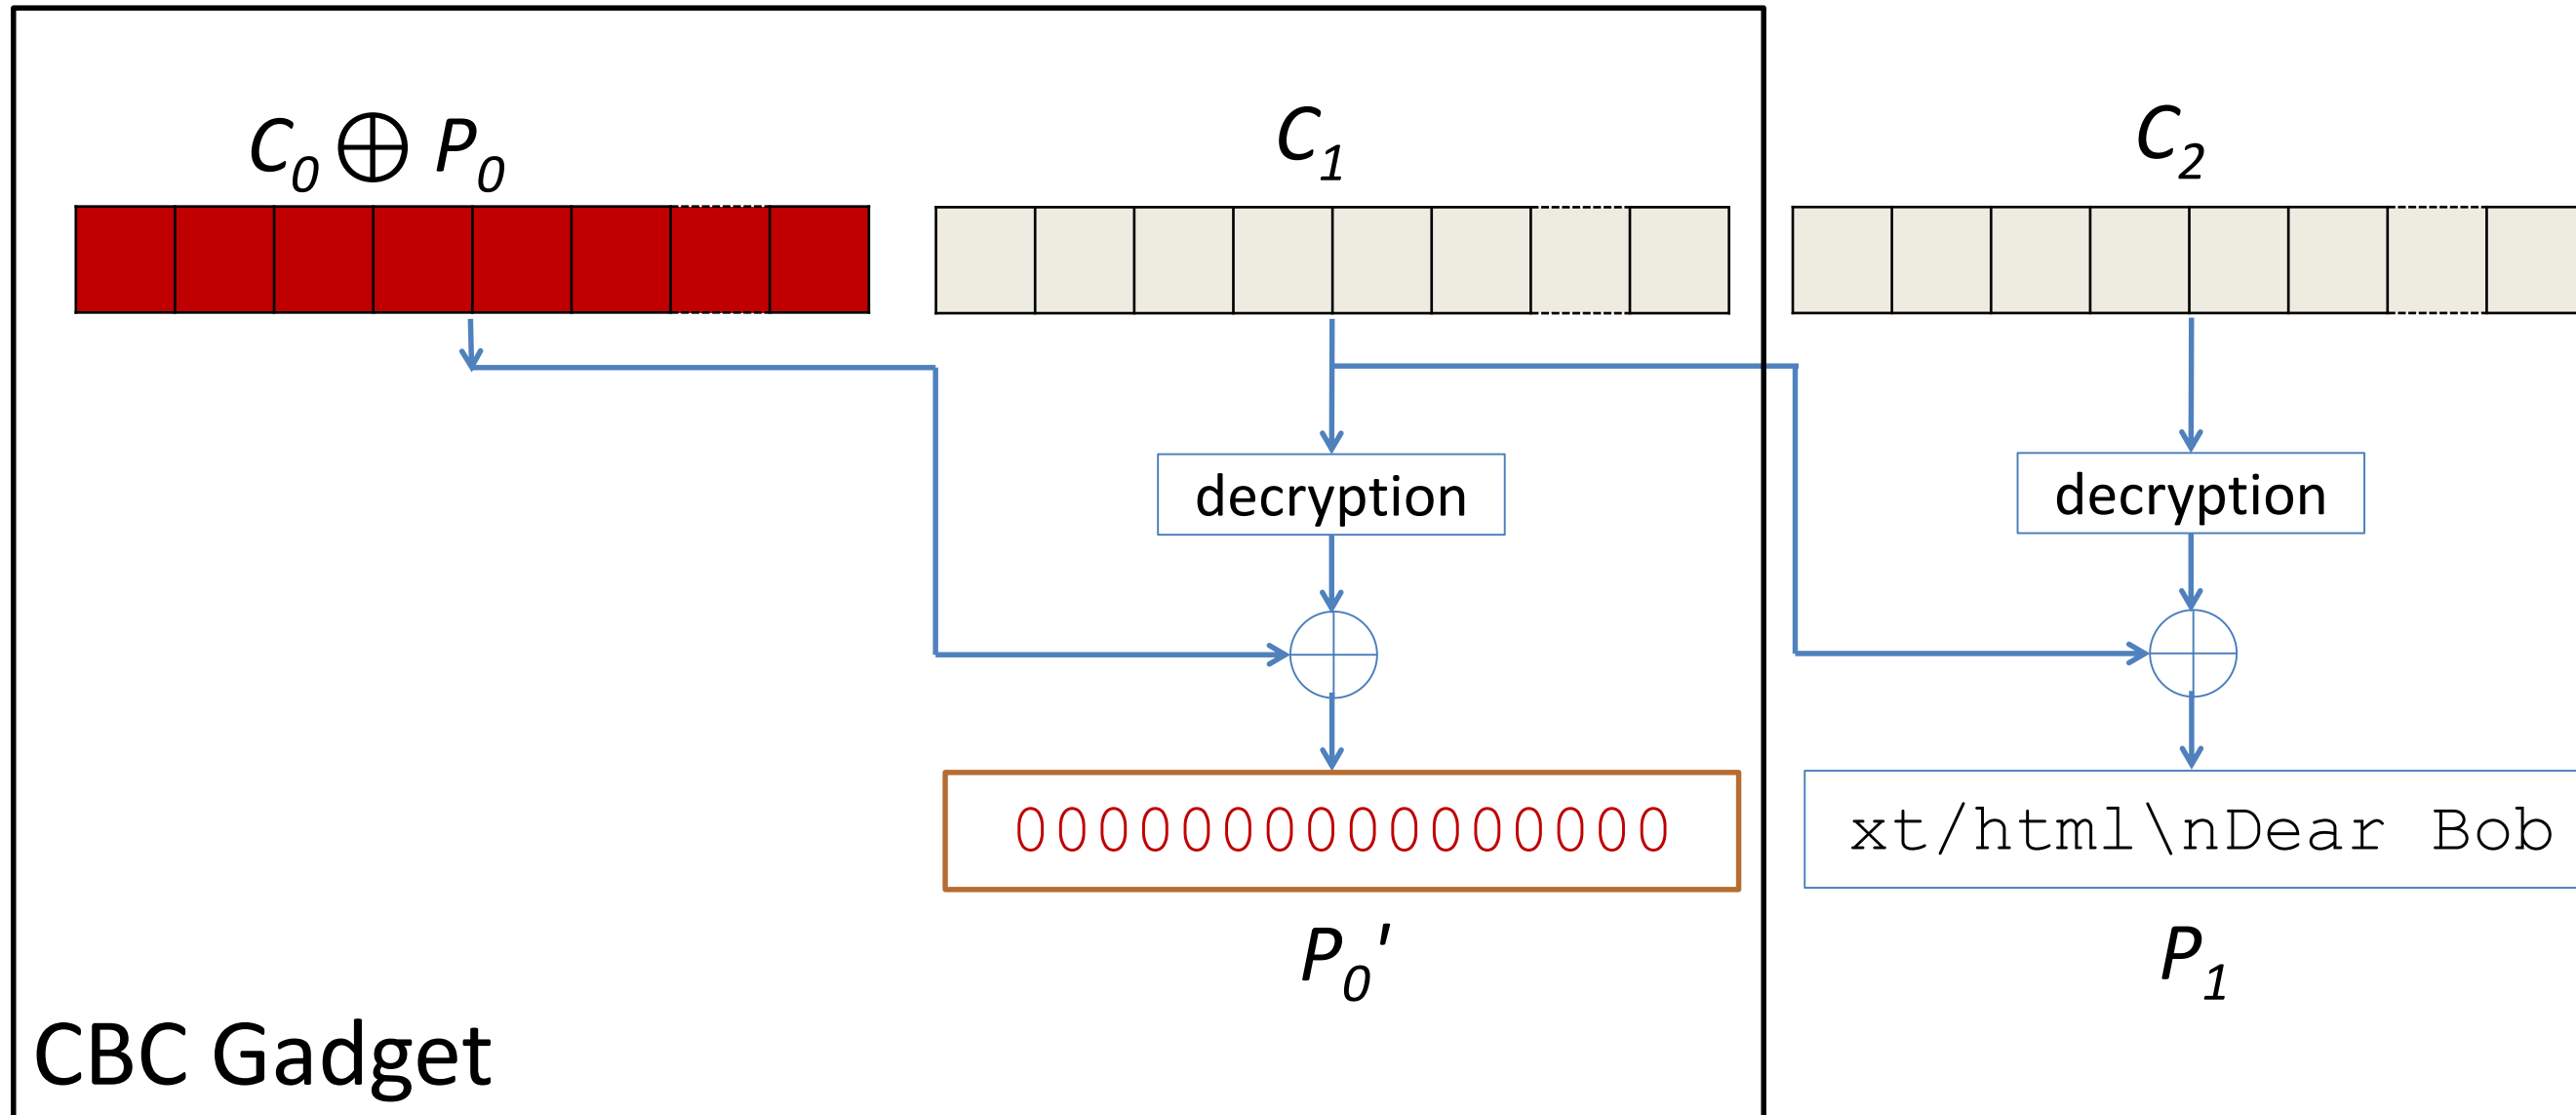 C₀ ⊕ P₀
C₁
C₂
decryption
decryption
0000000000000000
xt/html\nDear Bob
P₀'
P₁
CBC Gadget